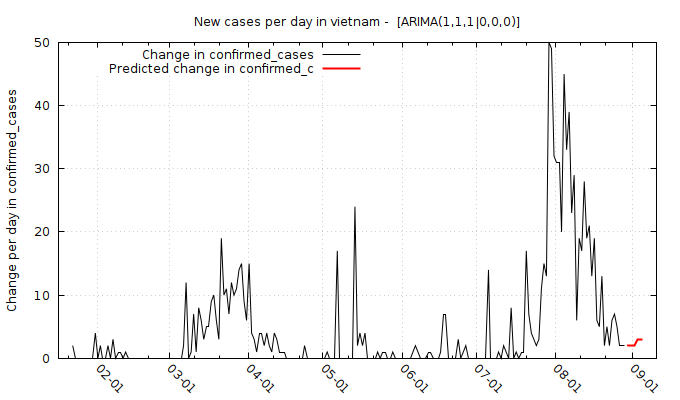 New cases per day in vietnam - [ARIMA(1,1,1|0,0,0)]
Change in confirmed_cases
Predicted change in confirmed_c
Change per day in confirmed_cases
50
40
30
20
10
0
02-01 03-01 04-01 05-01 06-01 07-01 08-01 09-01